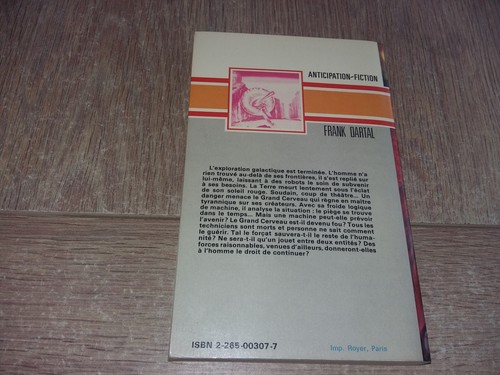 ANTICIPATION-FICTION
FRANK DARTAL
L'exploration galactique est terminée. L'homme n'a
rien trouvé au-delà de ses frontières, il s'est replié sur
lui-même, laissant à des robots le soin de subvenir
à ses besoins. La Terre meurt lentement sous l'éclat
de son soleil rouge. Soudain, coup de théâtre... Un
danger menace le Grand Cerveau qui règne en maître
tyrannique sur ses créateurs. Avec sa froide logique
de machine, il analyse la situation ; le piège se trouve
dans le temps... Mais une machine peut-elle prévoir
l'avenir? Le Grand Cerveau est-il devenu fou? Tous les
techniciens sont morts et personne ne sait comment
le guérir. Tal le forçat sauvera-t-il le reste de l'huma-
nité? Ne sera-t-il qu'un jouet entre deux entités? Des
forces raisonnables, venues d'ailleurs, donneront-elles
à l'homme le droit de continuer?
ISBN 2-265-00307-7
Imp. Royer, Paris